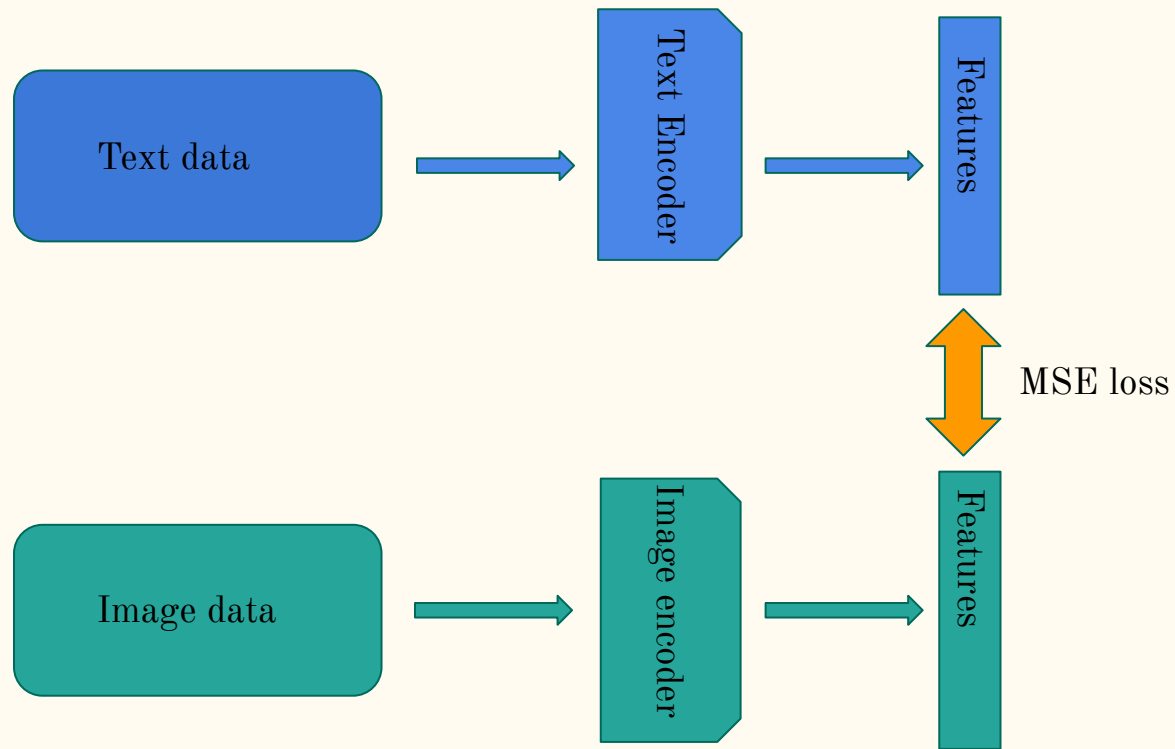 Text data
Text Encoder
Features
MSE loss
Image data
Image encoder
Features